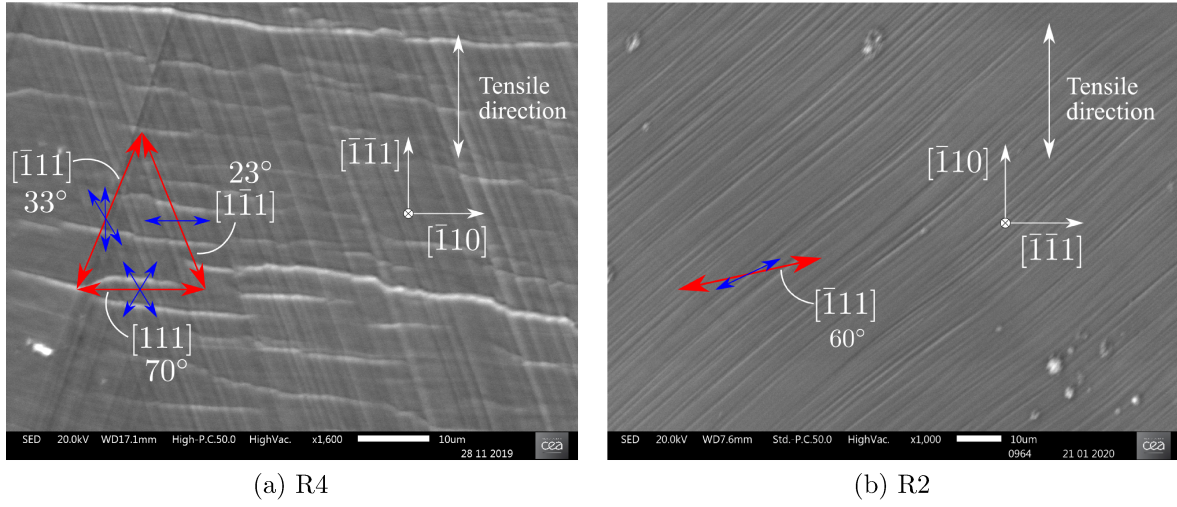 Tensile
direction
[1̄11]
33°
23°
[11̄1]
[1̄1̄1]
[1̄10]
[111]
70°
SED 20.0kV WD17.1mm High-P.C.50.0 HighVac. x1,600 10um
28 11 2019
cea
(a) R4
Tensile
direction
[1̄10]
[1̄1̄1]
[1̄11]
60°
SED 20.0kV WD7.6mm Std.-P.C.50.0 HighVac. x1,000 10um
0964 21 01 2020
cea
(b) R2